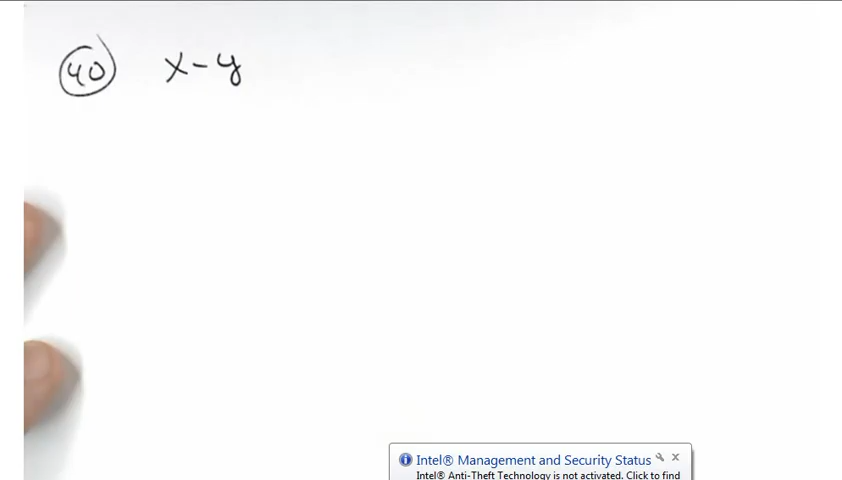 40 x-y
Intel® Management and Security Status
Intel® Anti-Theft Technology is not activated. Click to find